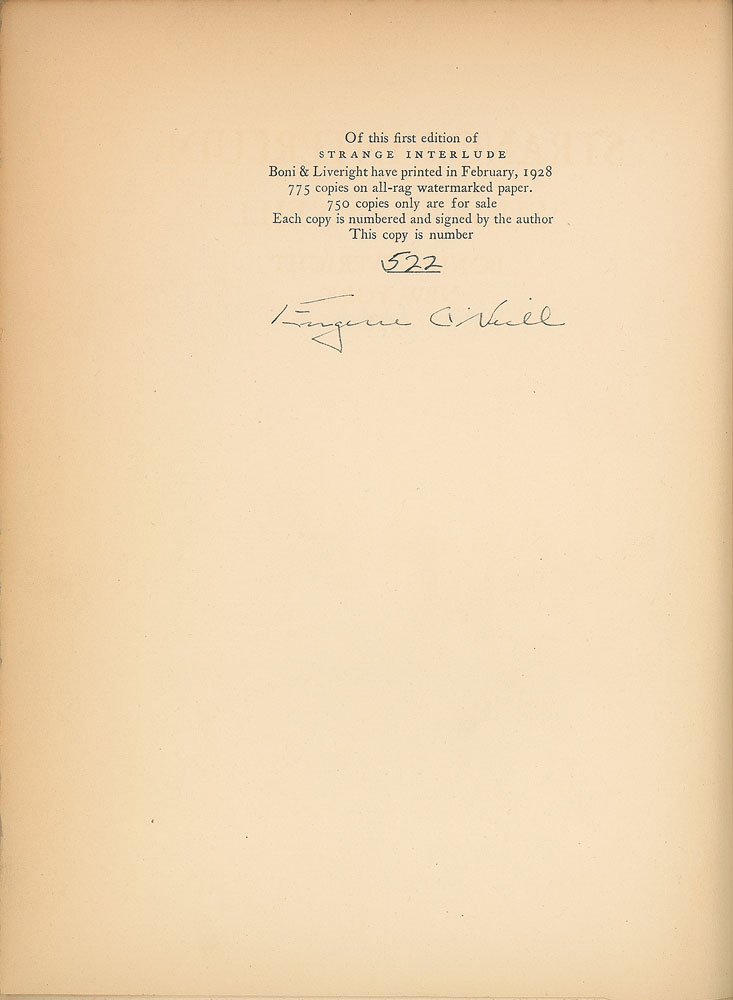 Of this first edition of
STRANGE INTERLUDE
Boni & Liveright have printed in February, 1928
775 copies on all-rag watermarked paper.
750 copies only are for sale
Each copy is numbered and signed by the author
This copy is number
522
Eugene O'Neill